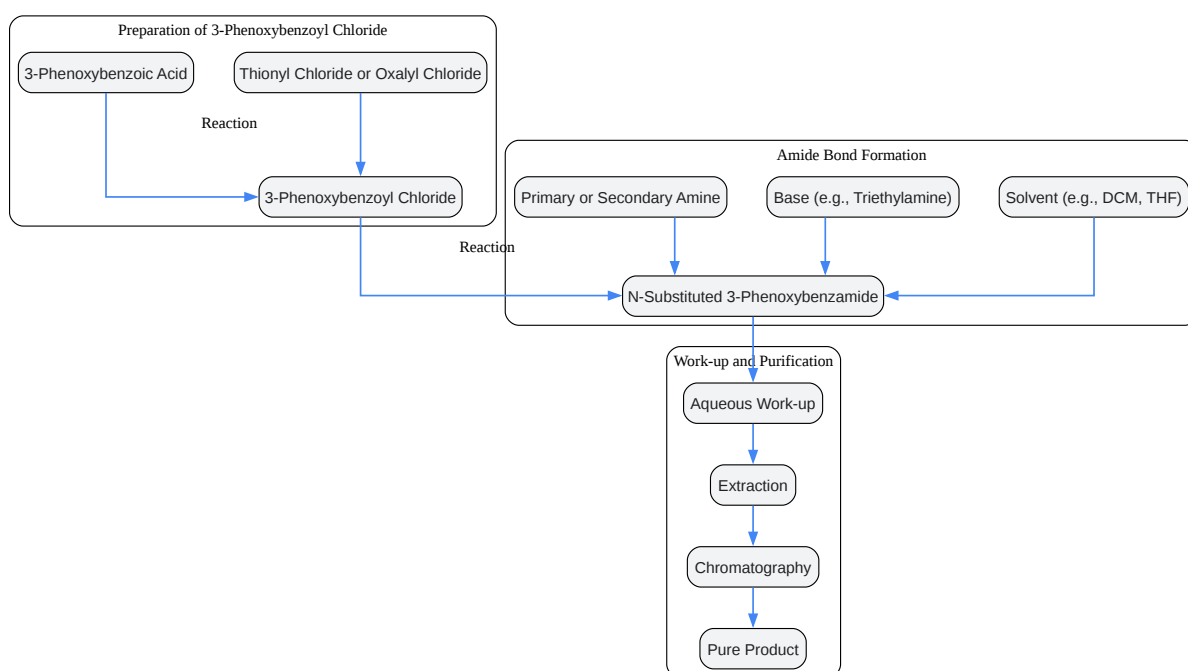 Preparation of 3-Phenoxybenzoyl Chloride
3-Phenoxybenzoic Acid
Thionyl Chloride or Oxalyl Chloride
Reaction
3-Phenoxybenzoyl Chloride
Amide Bond Formation
Primary or Secondary Amine
Base (e.g., Triethylamine)
Solvent (e.g., DCM, THF)
Reaction
N-Substituted 3-Phenoxybenzamide
Work-up and Purification
Aqueous Work-up
Extraction
Chromatography
Pure Product